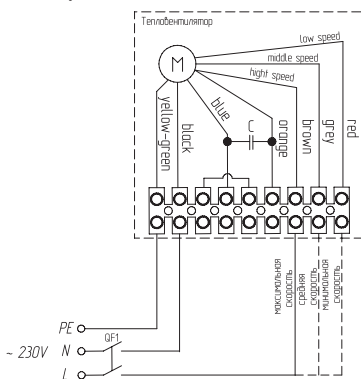 Тепловентилятор
low speed
middle speed
hight speed
M
yellow-green
black
blue
C
orange
brown
grey
red
максимальная
скорость
средняя
скорость
минимальная
скорость
PE
QF1
~ 230V
N
L